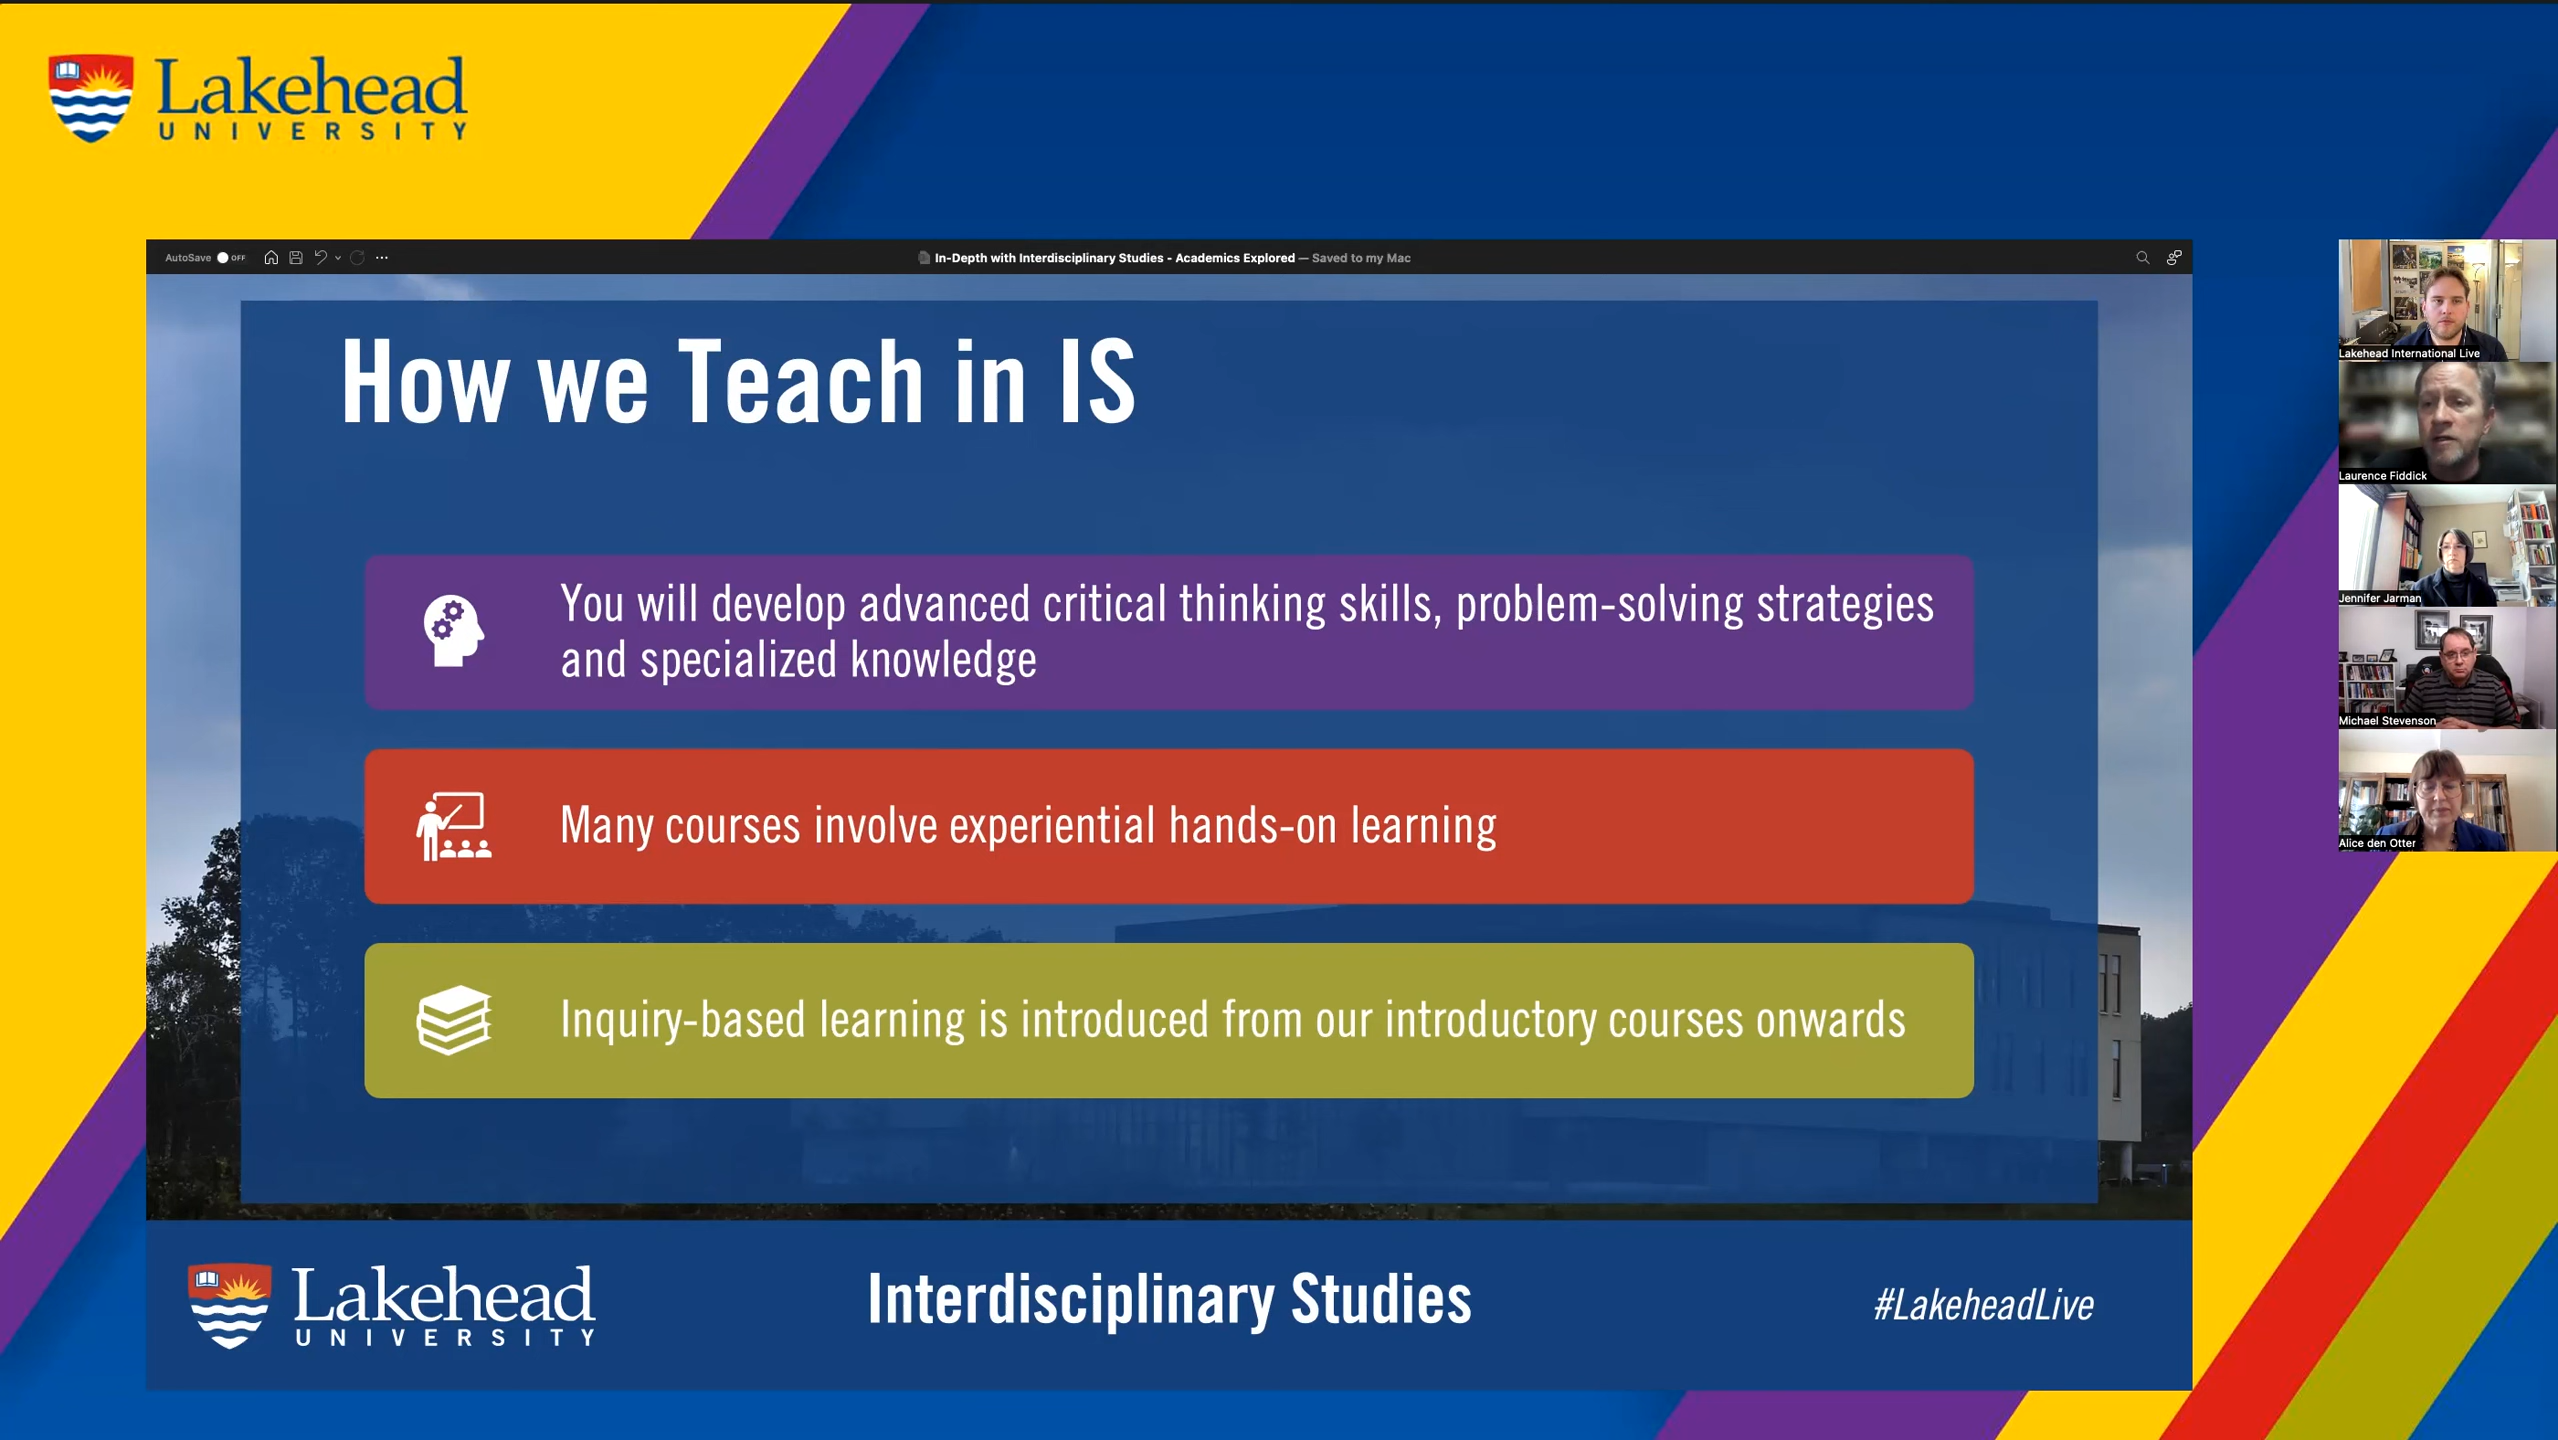 Lakehead
UNIVERSITY
AutoSave OFF
In-Depth with Interdisciplinary Studies - Academics Explored — Saved to my Mac
How we Teach in IS
You will develop advanced critical thinking skills, problem-solving strategies
and specialized knowledge
Many courses involve experiential hands-on learning
Inquiry-based learning is introduced from our introductory courses onwards
Lakehead
UNIVERSITY
Interdisciplinary Studies
#LakeheadLive
Lakehead International Live
Laurence Fiddick
Jennifer Jarman
Michael Stevenson
Alice den Otter